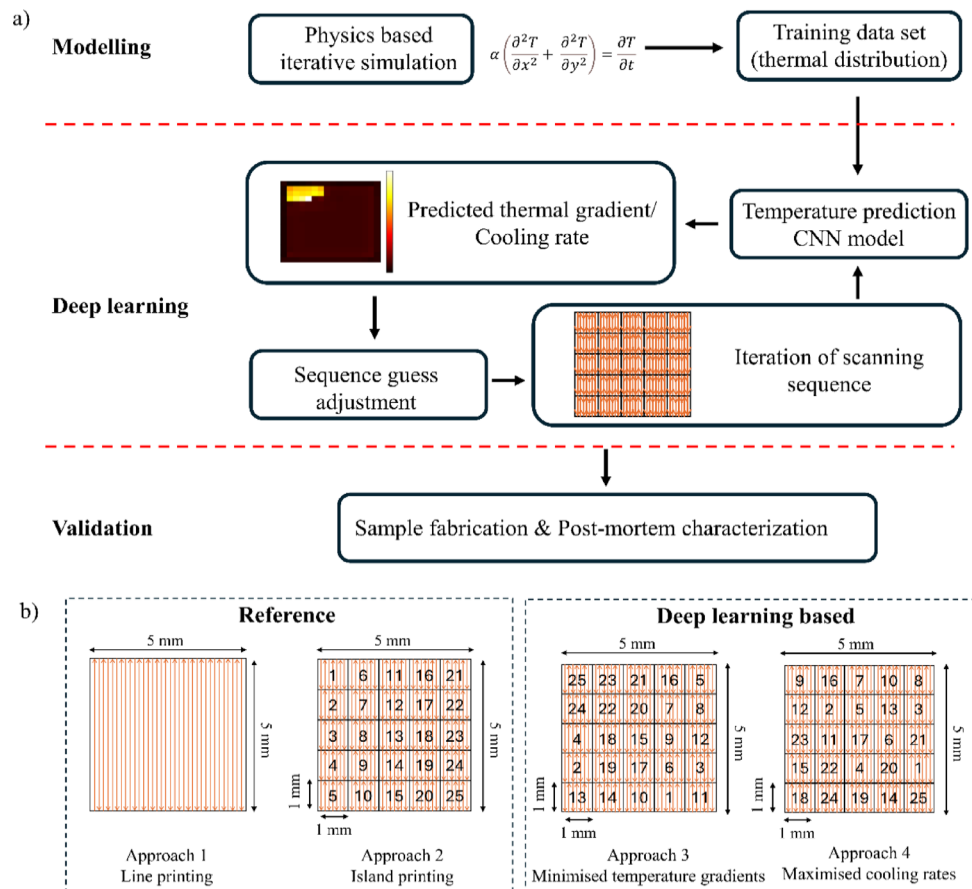 a)
Modelling
Physics based
iterative simulation
α(∂²T/∂x² + ∂²T/∂y²) = ∂T/∂t
Training data set
(thermal distribution)
Predicted thermal gradient/
Cooling rate
Temperature prediction
CNN model
Deep learning
Sequence guess
adjustment
Iteration of scanning
sequence
Validation
Sample fabrication & Post-mortem characterization
b)
Reference
5 mm
5 mm
Approach 1
Line printing
5 mm
1 6 11 16 21
2 7 12 17 22
3 8 13 18 23
4 9 14 19 24
5 10 15 20 25
5 mm
1 mm
1 mm
Approach 2
Island printing
Deep learning based
5 mm
25 23 21 16 5
24 22 20 7 8
4 18 15 9 12
2 19 17 6 3
13 14 10 1 11
5 mm
1 mm
1 mm
Approach 3
Minimised temperature gradients
5 mm
9 16 7 10 8
12 2 5 13 3
23 11 17 6 21
15 22 4 20 1
18 24 19 14 25
5 mm
1 mm
1 mm
Approach 4
Maximised cooling rates